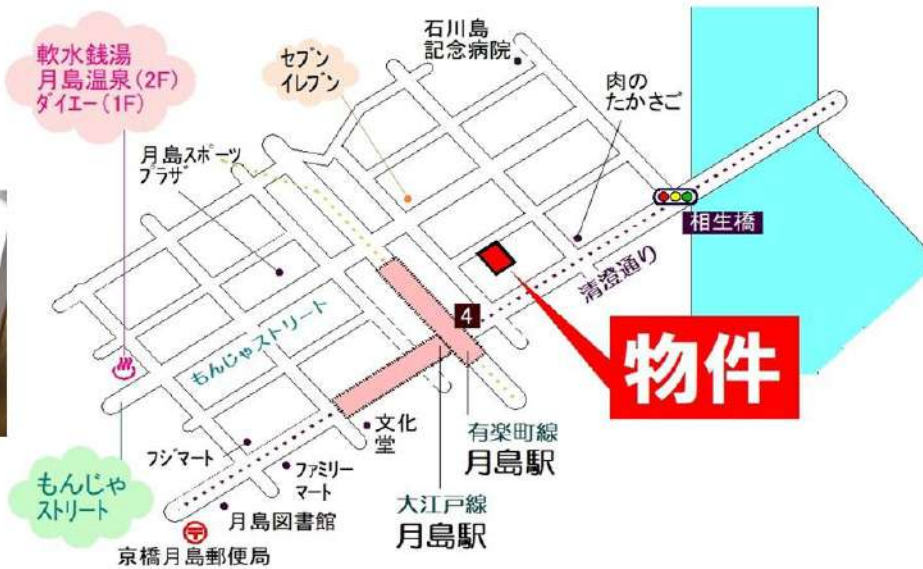 軟水銭湯
月島温泉(2F)
ダイエー(1F)
セブン
イレブン
石川島
記念病院
肉の
たかさご
月島スポーツ
プラザ
相生橋
清澄通り
4
物件
もんじゃストリート
有楽町線
月島駅
文化
堂
フジマート
ファミリー
マート
大江戸線
月島駅
もんじゃ
ストリート
月島図書館
京橋月島郵便局